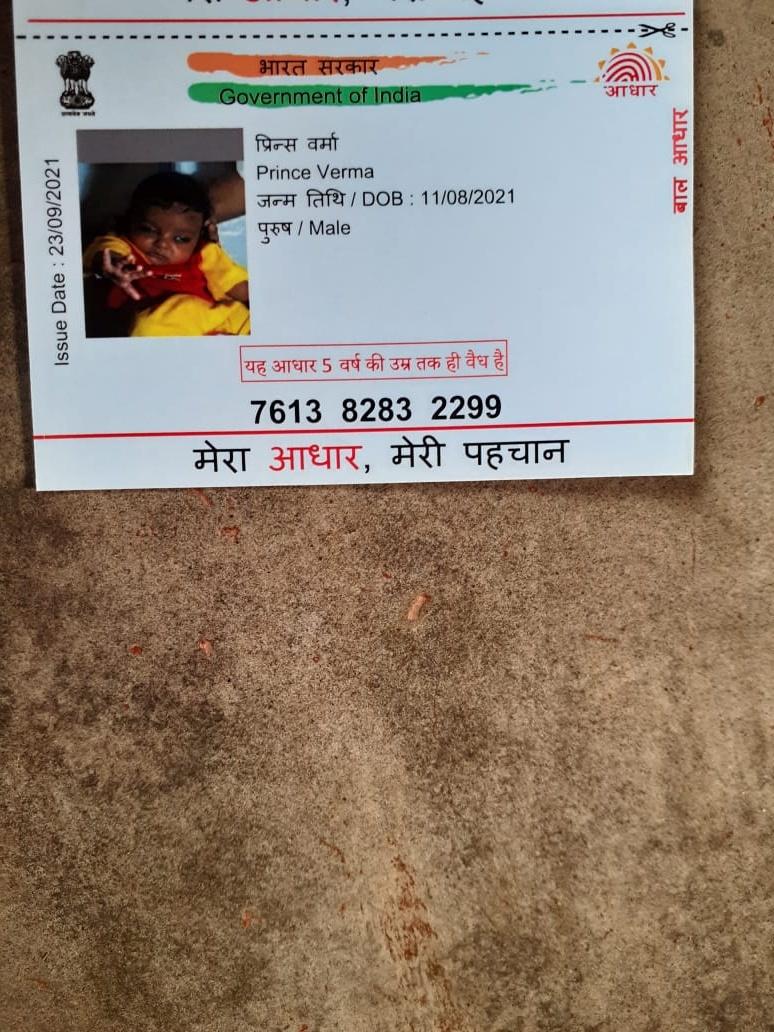 भारत सरकार
Government of India
आधार
बाल आधार
Issue Date : 23/09/2021
प्रिन्स वर्मा
Prince Verma
जन्म तिथि / DOB : 11/08/2021
पुरुष / Male
यह आधार 5 वर्ष की उम्र तक ही वैध है
7613 8283 2299
मेरा आधार, मेरी पहचान